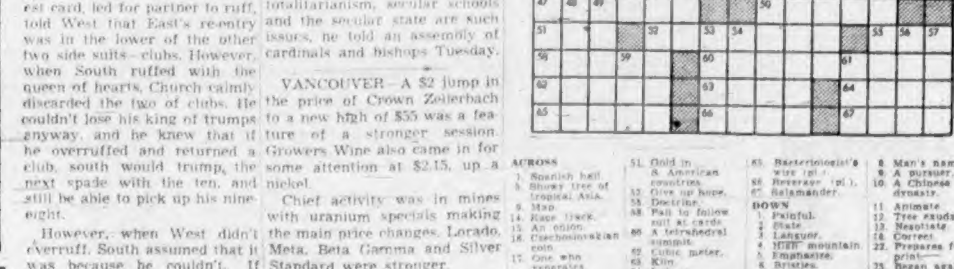 est card, led for partner to ruff,
told West that East's re-entry
was in the lower of the other
two side suits—clubs. However,
when South ruffed with the
queen of hearts, Church calmly
discarded the two of clubs. He
couldn't lose his king of trumps
anyway, and he knew that if
he overruffed and returned a
club, south would trump, the
next spade with the ten, and
still be able to pick up his nine
eight.
However, when West didn't
overruff, South assumed that it
was because he couldn't. If
totalitarianism, secular schools
and the secular state are such
issues, he told an assembly of
cardinals and bishops Tuesday.
VANCOUVER—A $2 jump in
the price of Crown Zellerbach
to a new high of $55 was a fea-
ture of a stronger session.
Growers Wine also came in for
some attention at $2.15, up a
nickel.
Chief activity was in mines
with uranium specials making
the main price changes. Lorado,
Meta, Beta Gamma and Silver
Standard were stronger.
47 48 49 50
51 52 53 54 55 56 57
58 59 60 61
62 63 64
65 66 67
ACROSS
1. Spanish hall.
5. Showy tree of
tropical Asia.
9. Map.
14. Race track.
15. An onion.
16. Czechoslovakian
coin.
17. One who
generates
51. Gold in
S. American
countries.
52. Give up hope.
55. Doctrine.
58. Fail to follow
suit at cards.
60. A tetrahedral
summit.
62. Cubic meter.
63. Kiln
65. Bacteriologist's
wire (pl.).
66. Beverage (pl.).
67. Salamander.
DOWN
1. Painful.
2. State.
3. Languor.
4. High mountain.
5. Emphasize.
6. Bristles.
8. Man's nam
9. A pursuer.
10. A Chinese
dynasty.
11. Animate
12. Tree exuda
13. Negotiate
18. Correct.
22. Prepares f
print
25. Began aga